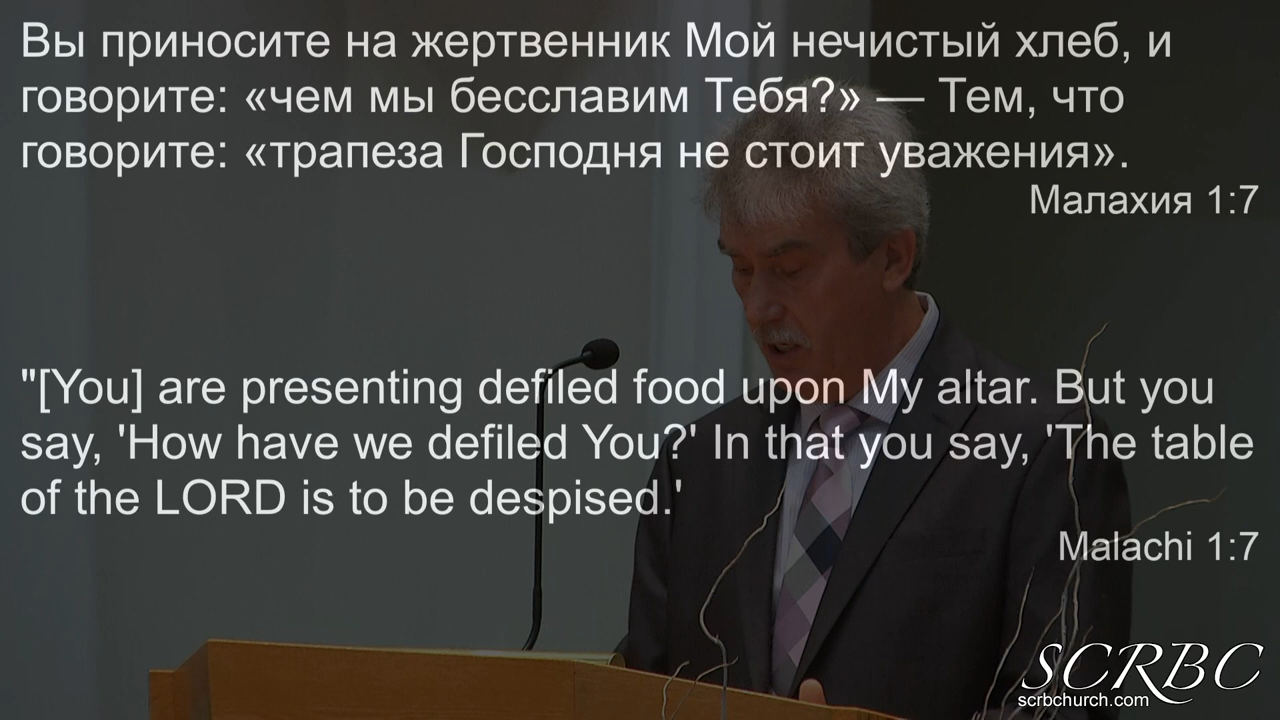 Вы приносите на жертвенник Мой нечистый хлеб, и
говорите: «чем мы бесславим Тебя?» — Тем, что
говорите: «трапеза Господня не стоит уважения».
Малахия 1:7
"[You] are presenting defiled food upon My altar. But you
say, 'How have we defiled You?' In that you say, 'The table
of the LORD is to be despised.'
Malachi 1:7
SCRBC
scrbchurch.com